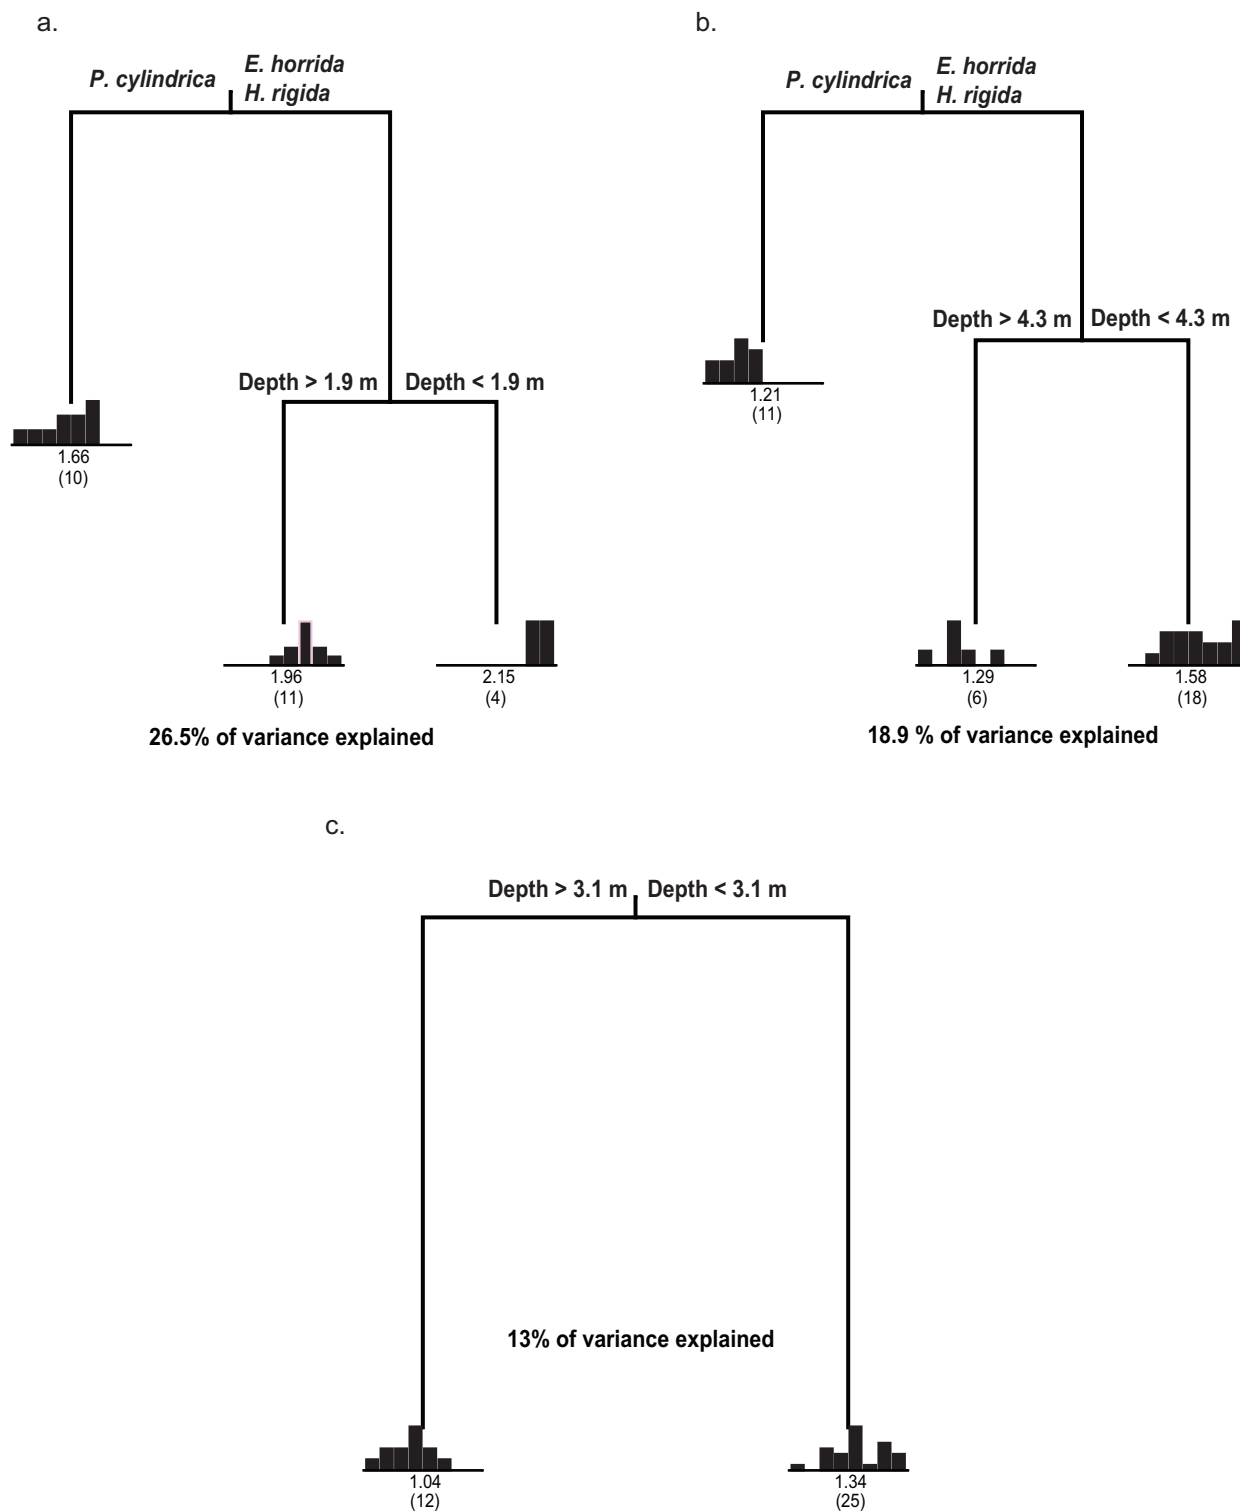 a.
P. cylindrica
E. horrida
H. rigida
Depth > 1.9 m
Depth < 1.9 m
1.66
(10)
1.96
(11)
2.15
(4)
26.5% of variance explained
b.
P. cylindrica
E. horrida
H. rigida
Depth > 4.3 m
Depth < 4.3 m
1.21
(11)
1.29
(6)
1.58
(18)
18.9 % of variance explained
c.
Depth > 3.1 m
Depth < 3.1 m
13% of variance explained
1.04
(12)
1.34
(25)